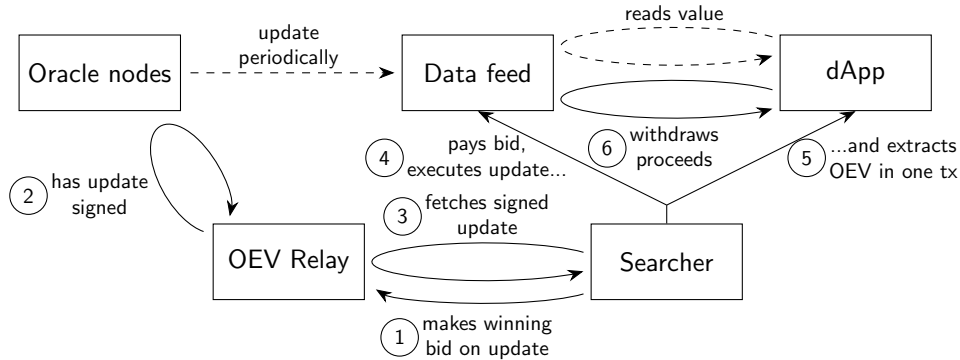 reads value
update
periodically
Oracle nodes
Data feed
dApp
4
pays bid,
executes update...
6
withdraws
proceeds
5
...and extracts
OEV in one tx
2
has update
signed
3
fetches signed
update
OEV Relay
Searcher
1
makes winning
bid on update